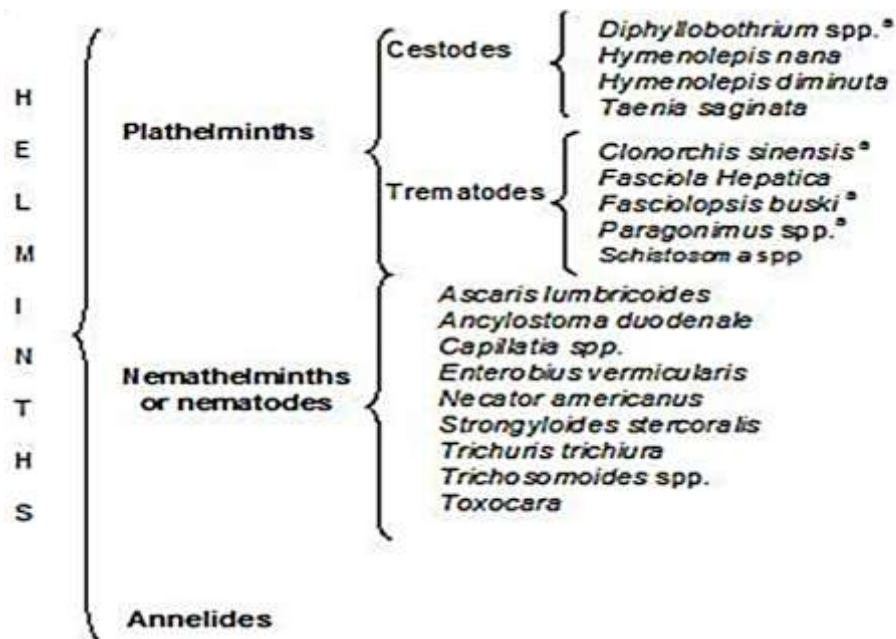 HELMINTHS
Plathelminths
Cestodes
Diphyllobothrium spp.ª
Hymenolepis nana
Hymenolepis diminuta
Taenia saginata
Trematodes
Clonorchis sinensisª
Fasciola Hepatica
Fasciolopsis buskiª
Paragonimus spp.ª
Schistosoma spp
Nemathelminths
or nematodes
Ascaris lumbricoides
Ancylostoma duodenale
Capillatia spp.
Enterobius vermicularis
Necator americanus
Strongyloides stercoralis
Trichuris trichiura
Trichosomoides spp.
Toxocara
Annelides